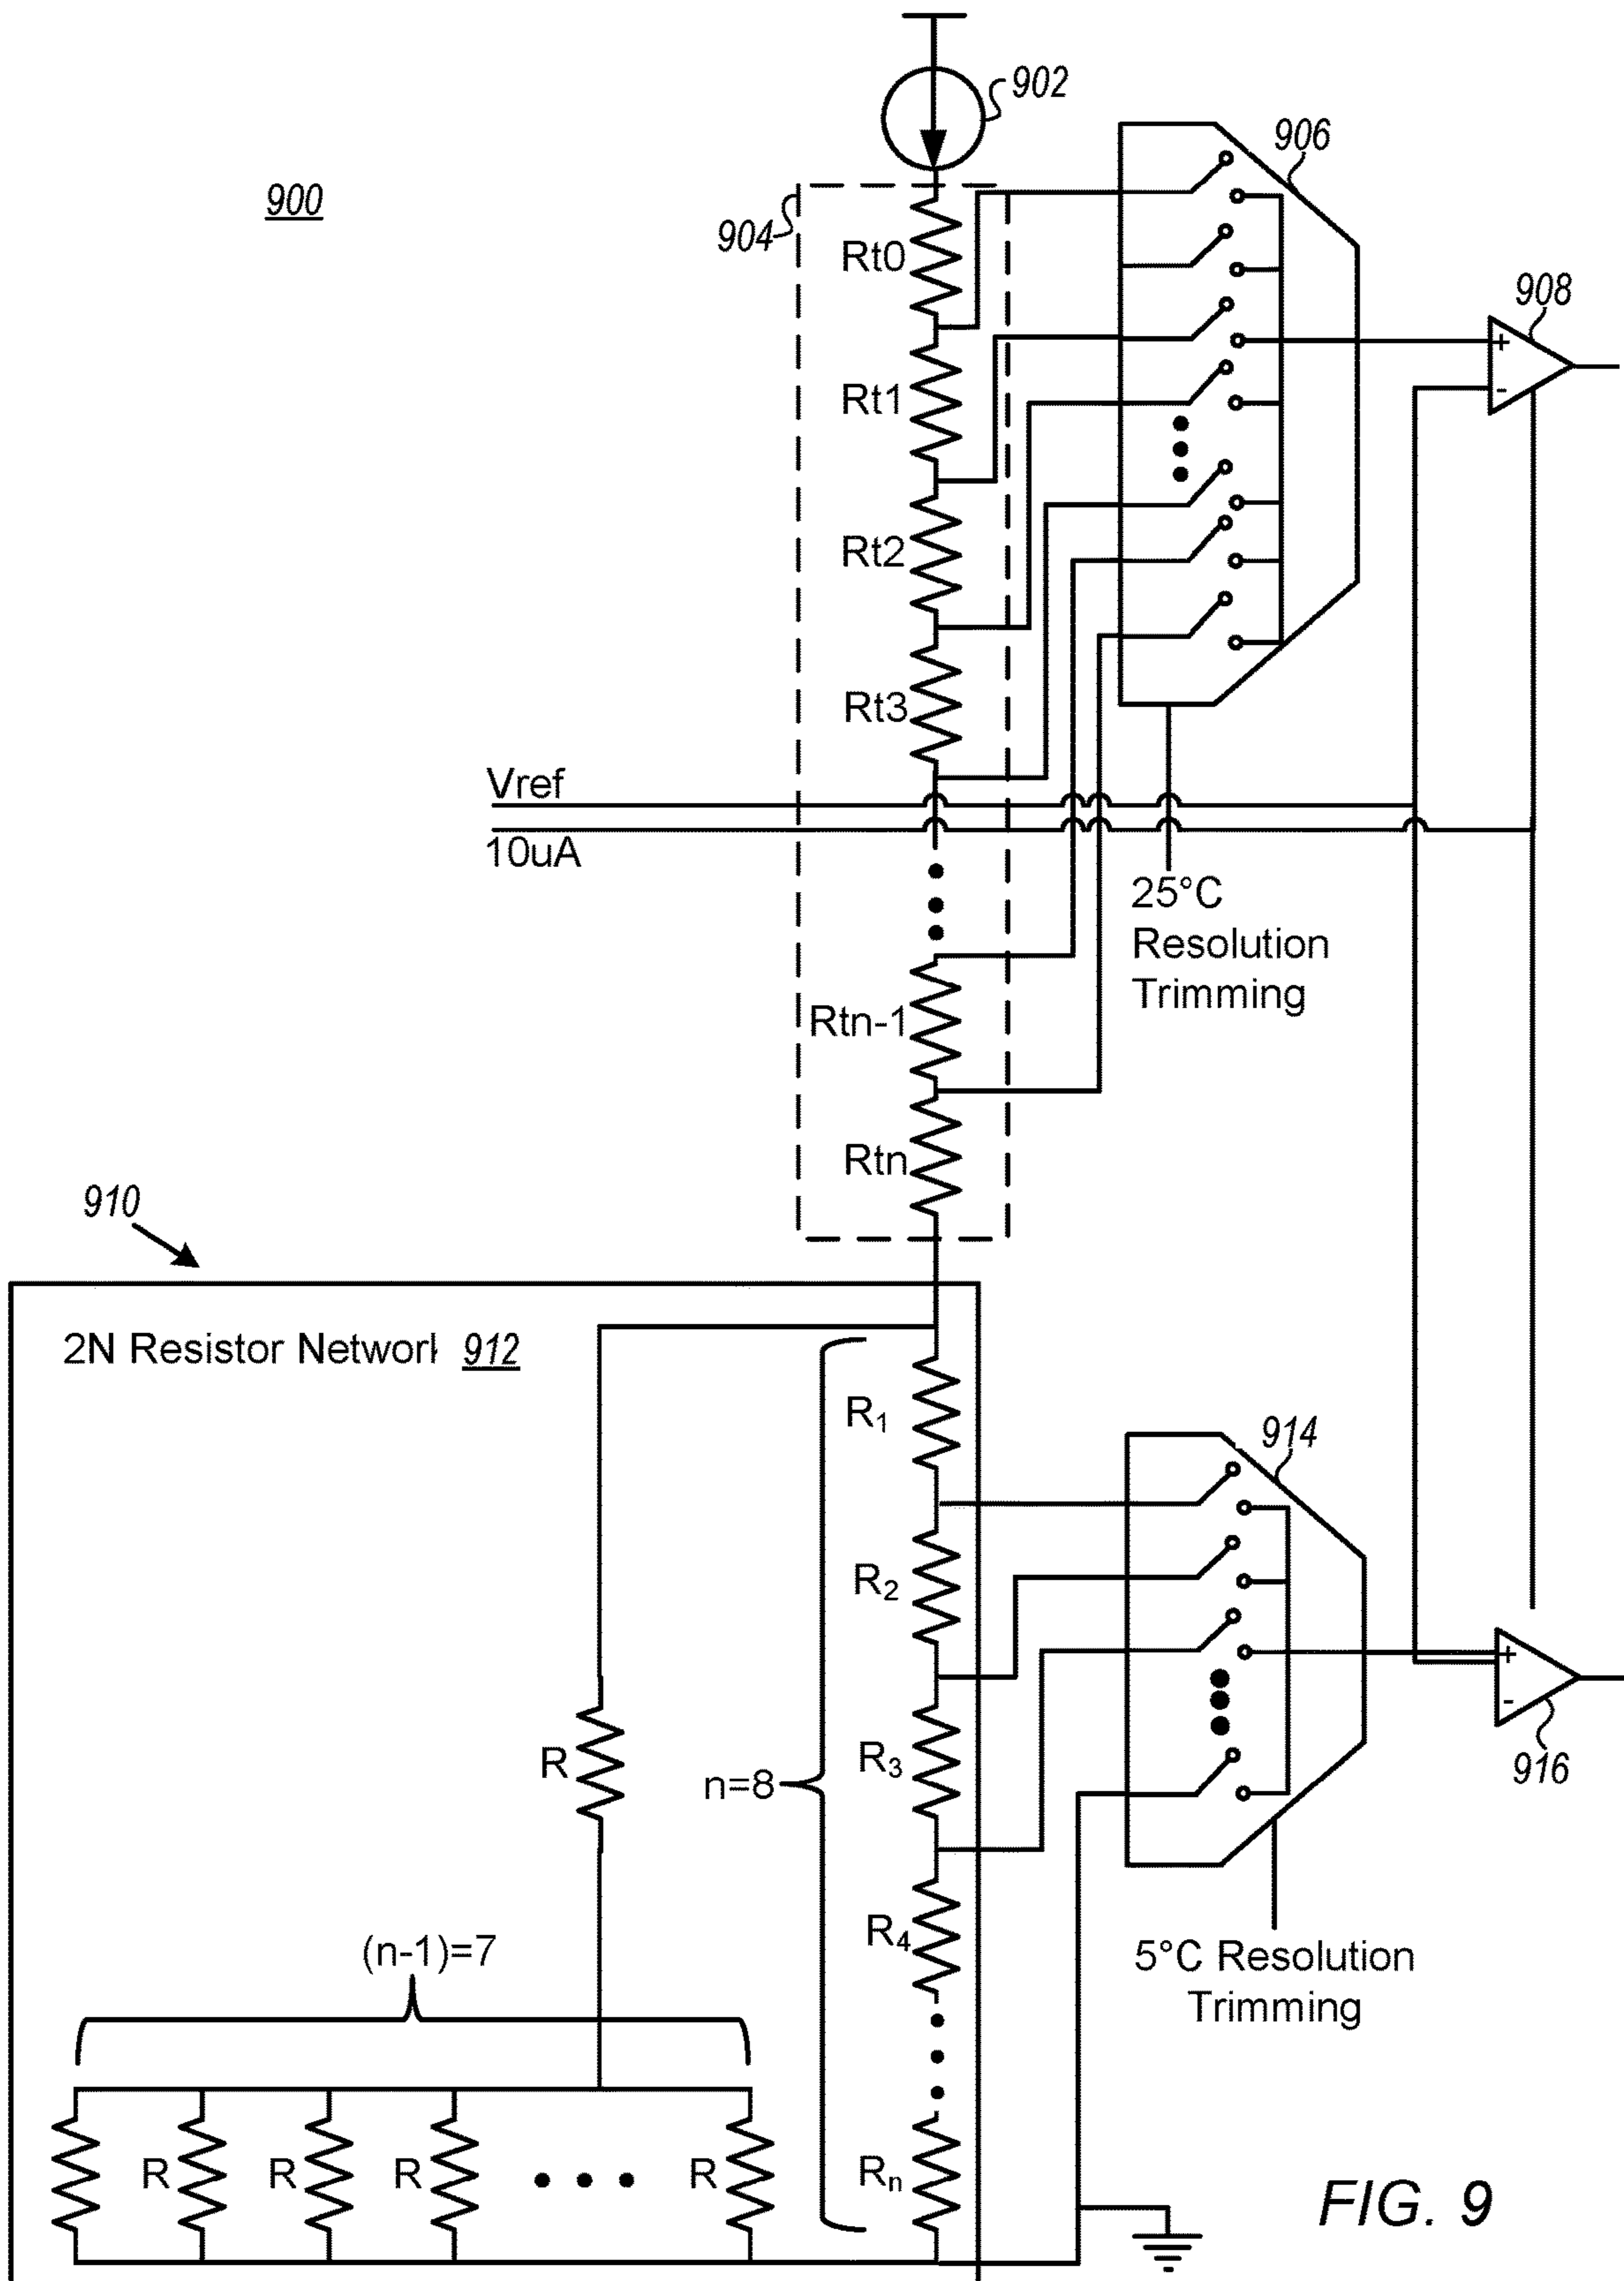 902
906
900
904
Rt0
908
+
-
Rt1
Rt2
Rt3
Vref
10uA
25°C
Resolution
Trimming
Rtn-1
Rtn
910
2N Resistor Network 912
R1
914
R2
+
-
R
n=8
R3
916
R4
(n-1)=7
5°C Resolution
Trimming
R
R
R
R
Rn
FIG. 9